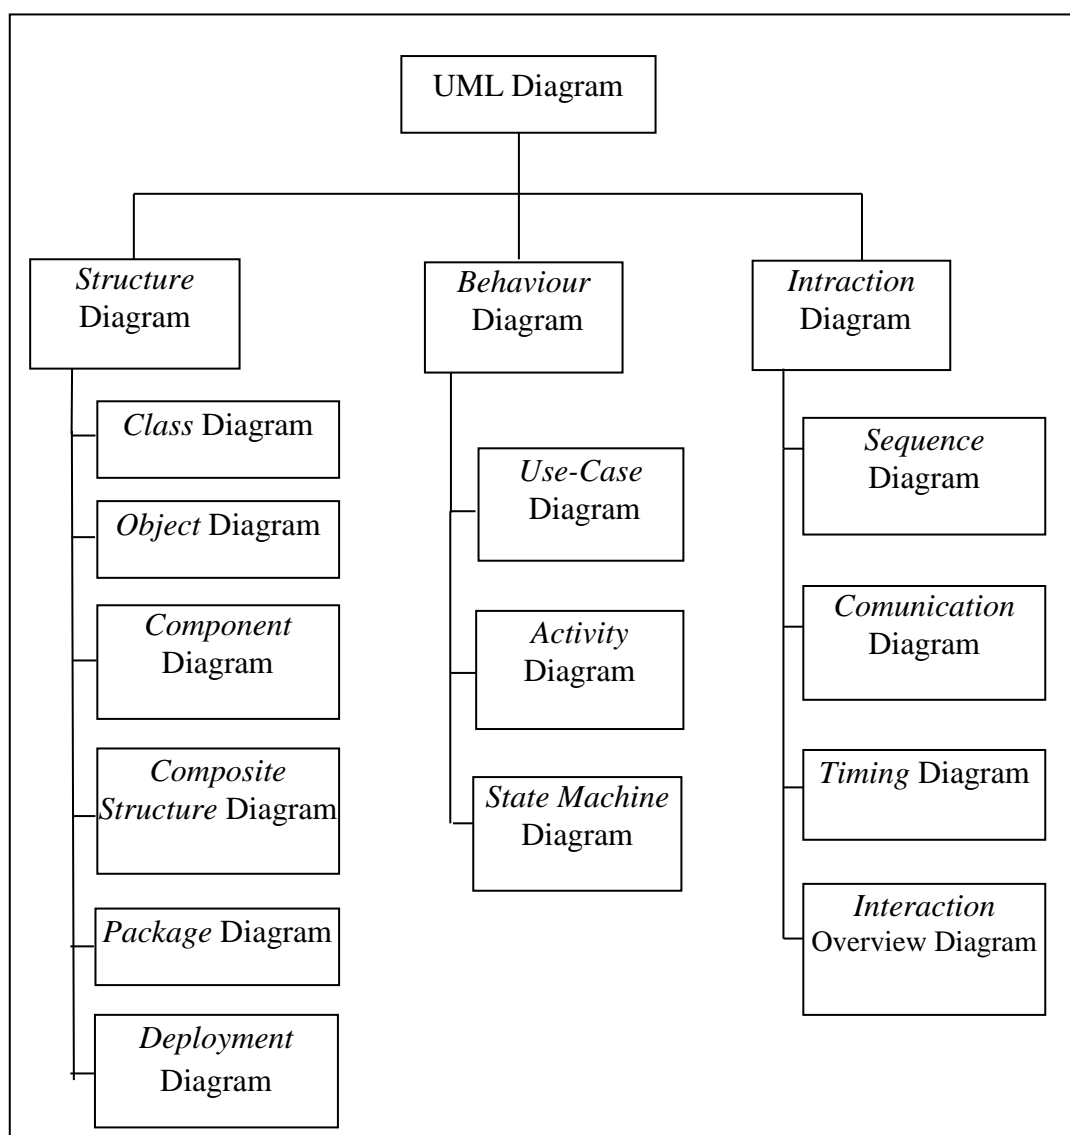 UML Diagram
Structure
Diagram
Class Diagram
Object Diagram
Component
Diagram
Composite
Structure Diagram
Package Diagram
Deployment
Diagram
Behaviour
Diagram
Use-Case
Diagram
Activity
Diagram
State Machine
Diagram
Intraction
Diagram
Sequence
Diagram
Comunication
Diagram
Timing Diagram
Interaction
Overview Diagram